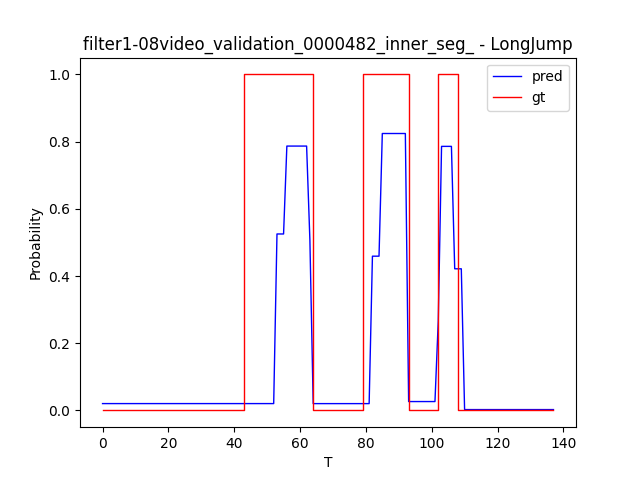 filter1-08video_validation_0000482_inner_seg_ - LongJump
pred
gt
1.0
0.8
0.6
0.4
0.2
0.0
Probability
0 20 40 60 80 100 120 140
T